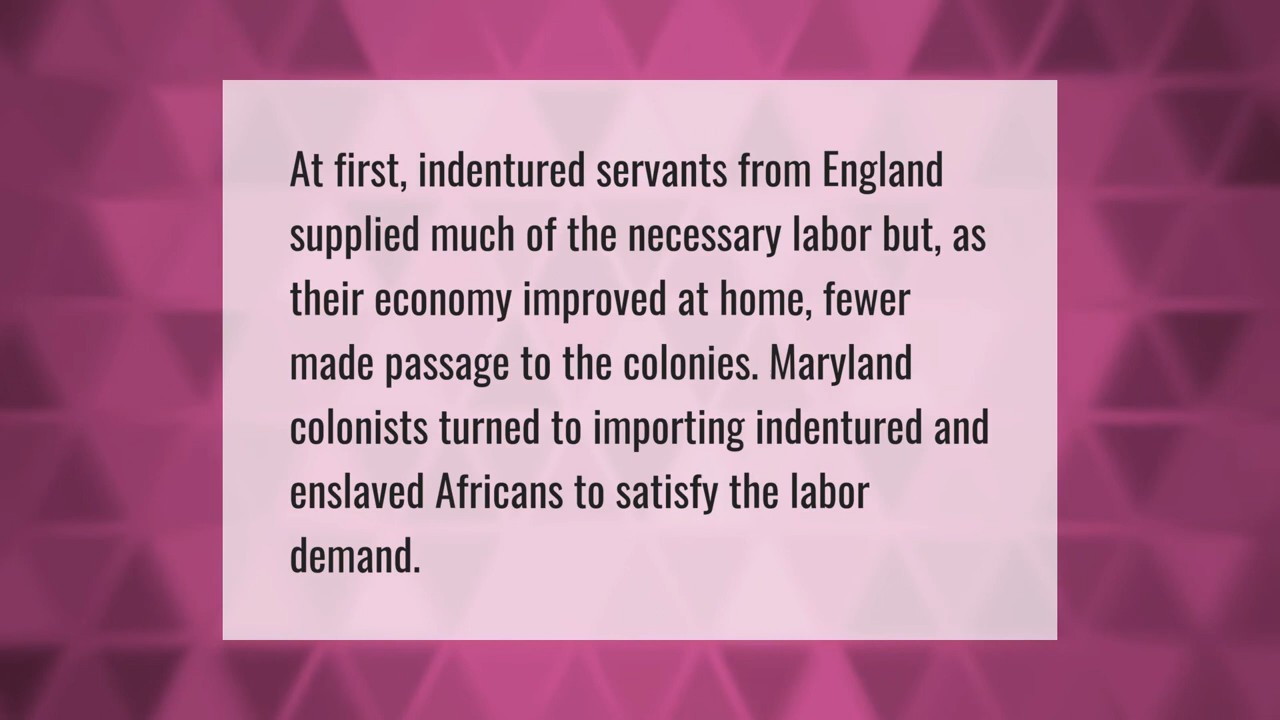 At first, indentured servants from England
supplied much of the necessary labor but, as
their economy improved at home, fewer
made passage to the colonies. Maryland
colonists turned to importing indentured and
enslaved Africans to satisfy the labor
demand.